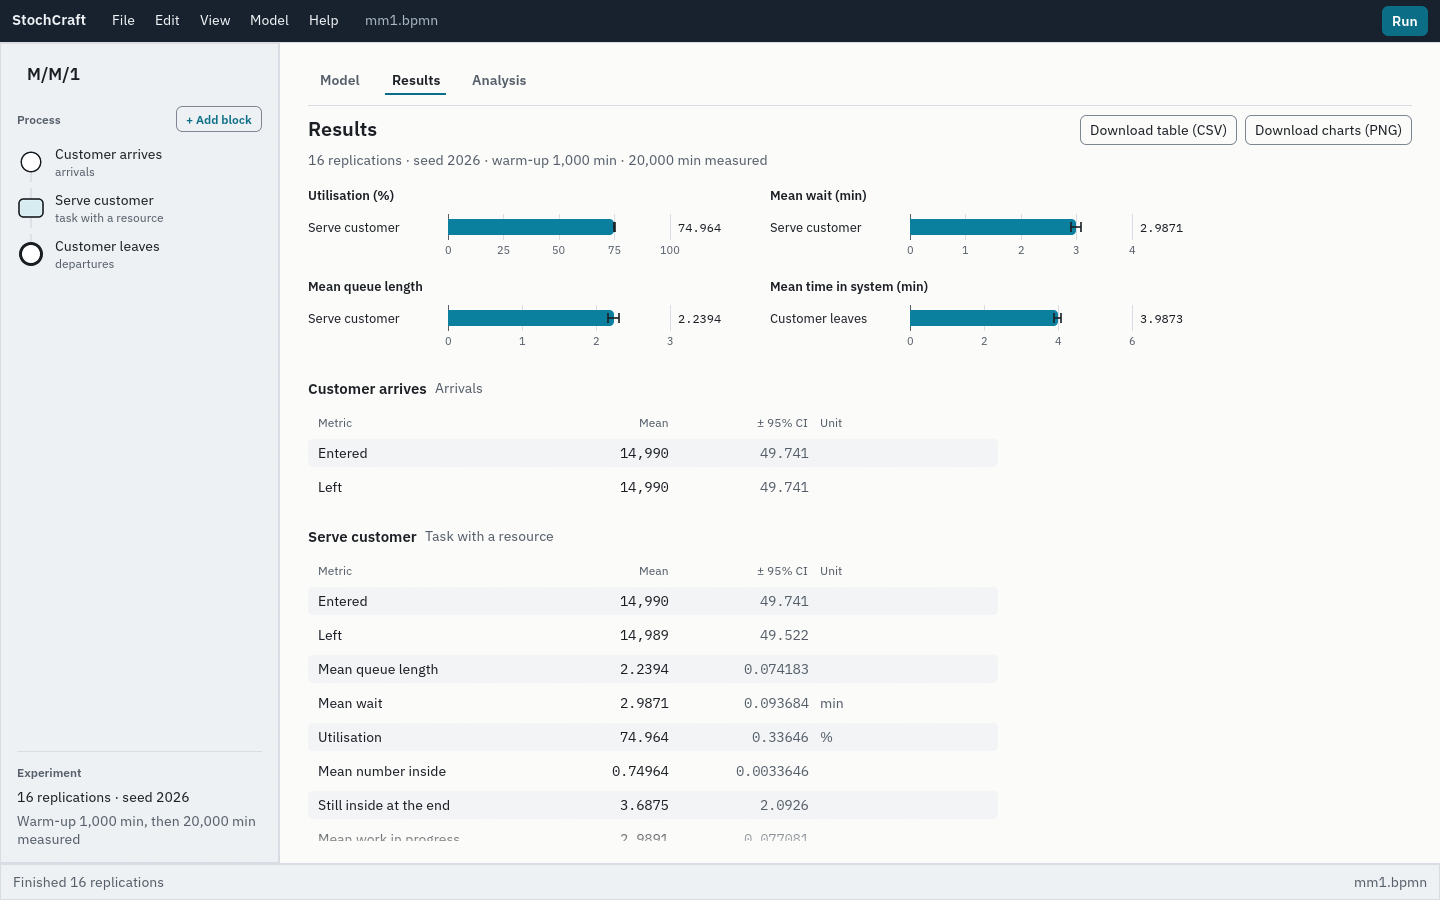 StochCraft File Edit View Model Help mm1.bpmn Run
M/M/1
Process + Add block
Customer arrives
arrivals
Serve customer
task with a resource
Customer leaves
departures
Experiment
16 replications · seed 2026
Warm-up 1,000 min, then 20,000 min
measured
Model Results Analysis
Results Download table (CSV) Download charts (PNG)
16 replications · seed 2026 · warm-up 1,000 min · 20,000 min measured
Utilisation (%)
Serve customer 74.964
0 25 50 75 100
Mean wait (min)
Serve customer 2.9871
0 1 2 3 4
Mean queue length
Serve customer 2.2394
0 1 2 3
Mean time in system (min)
Customer leaves 3.9873
0 2 4 6
Customer arrives Arrivals
Metric Mean ± 95% CI Unit
Entered 14,990 49.741
Left 14,990 49.741
Serve customer Task with a resource
Metric Mean ± 95% CI Unit
Entered 14,990 49.741
Left 14,989 49.522
Mean queue length 2.2394 0.074183
Mean wait 2.9871 0.093684 min
Utilisation 74.964 0.33646 %
Mean number inside 0.74964 0.0033646
Still inside at the end 3.6875 2.0926
Mean work in progress 2.9891 0.077081
Finished 16 replications mm1.bpmn